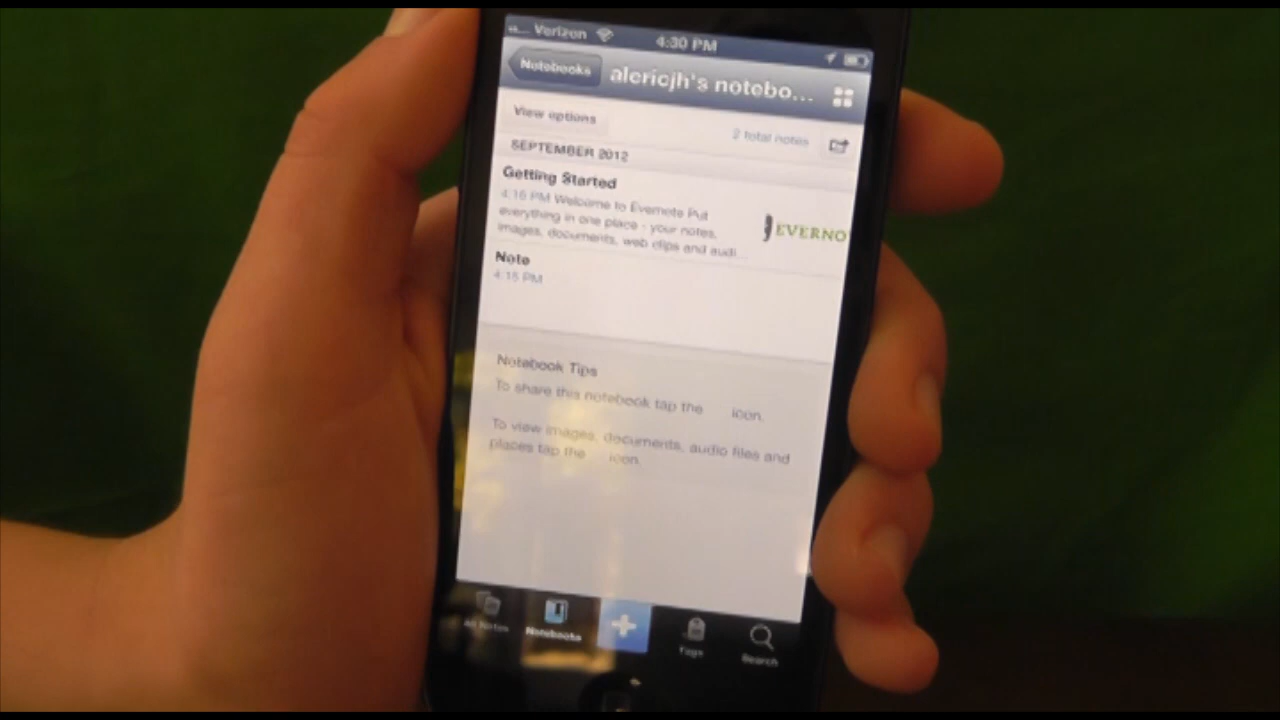 Verizon 4:30 PM
Notebooks alericjh's notebo...
View options
2 total notes
SEPTEMBER 2012
Getting Started
4:16 PM Welcome to Evernote Put
everything in one place - your notes,
images, documents, web clips and audi...
EVERNO
Note
4:15 PM
Notebook Tips
To share this notebook tap the icon.
To view images, documents, audio files and
places tap the icon.
All Notes Notebooks Tags Search